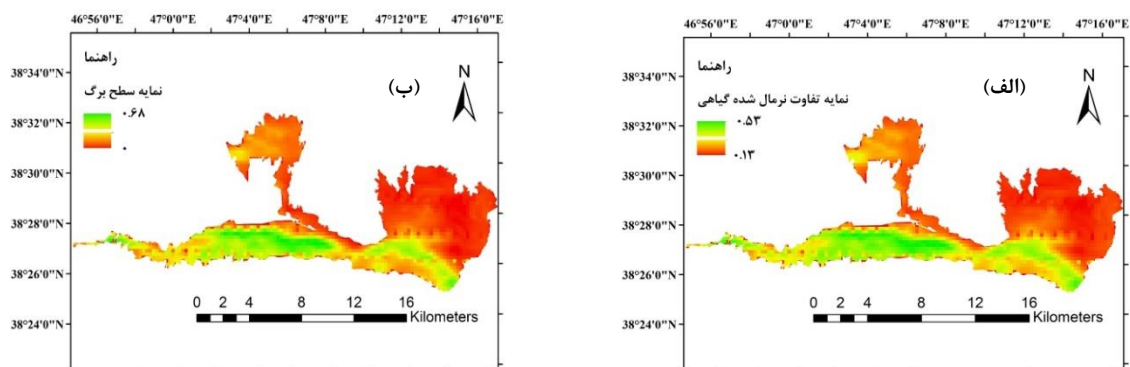 46°56'0"E 47°0'0"E 47°4'0"E 47°8'0"E 47°12'0"E 47°16'0"E
راهنما
نمایه سطح برگ
۰.۶۸
۰
(ب)
N
38°34'0"N
38°32'0"N
38°30'0"N
38°28'0"N
38°26'0"N
38°24'0"N
0 2 4 8 12 16
Kilometers
46°56'0"E 47°0'0"E 47°4'0"E 47°8'0"E 47°12'0"E 47°16'0"E
راهنما
نمایه تفاوت نرمال شده گیاهی
۰.۵۳
۰.۱۳
(الف)
N
38°34'0"N
38°32'0"N
38°30'0"N
38°28'0"N
38°26'0"N
38°24'0"N
0 2 4 8 12 16
Kilometers